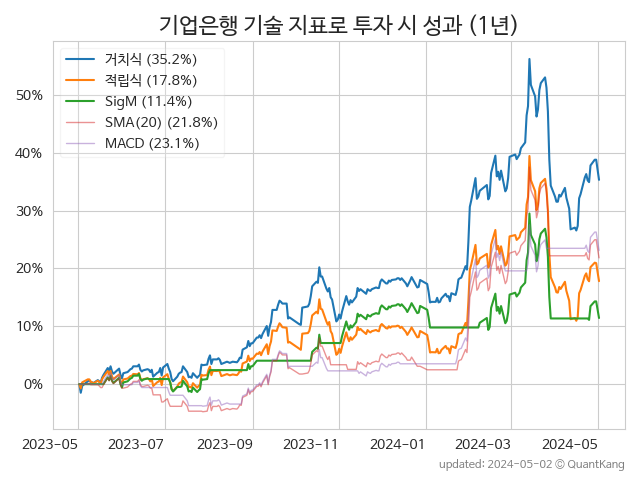 기업은행 기술 지표로 투자 시 성과 (1년)
거치식 (35.2%)
적립식 (17.8%)
SigM (11.4%)
SMA(20) (21.8%)
MACD (23.1%)
50%
40%
30%
20%
10%
0%
2023-05 2023-07 2023-09 2023-11 2024-01 2024-03 2024-05
updated: 2024-05-02 © QuantKang